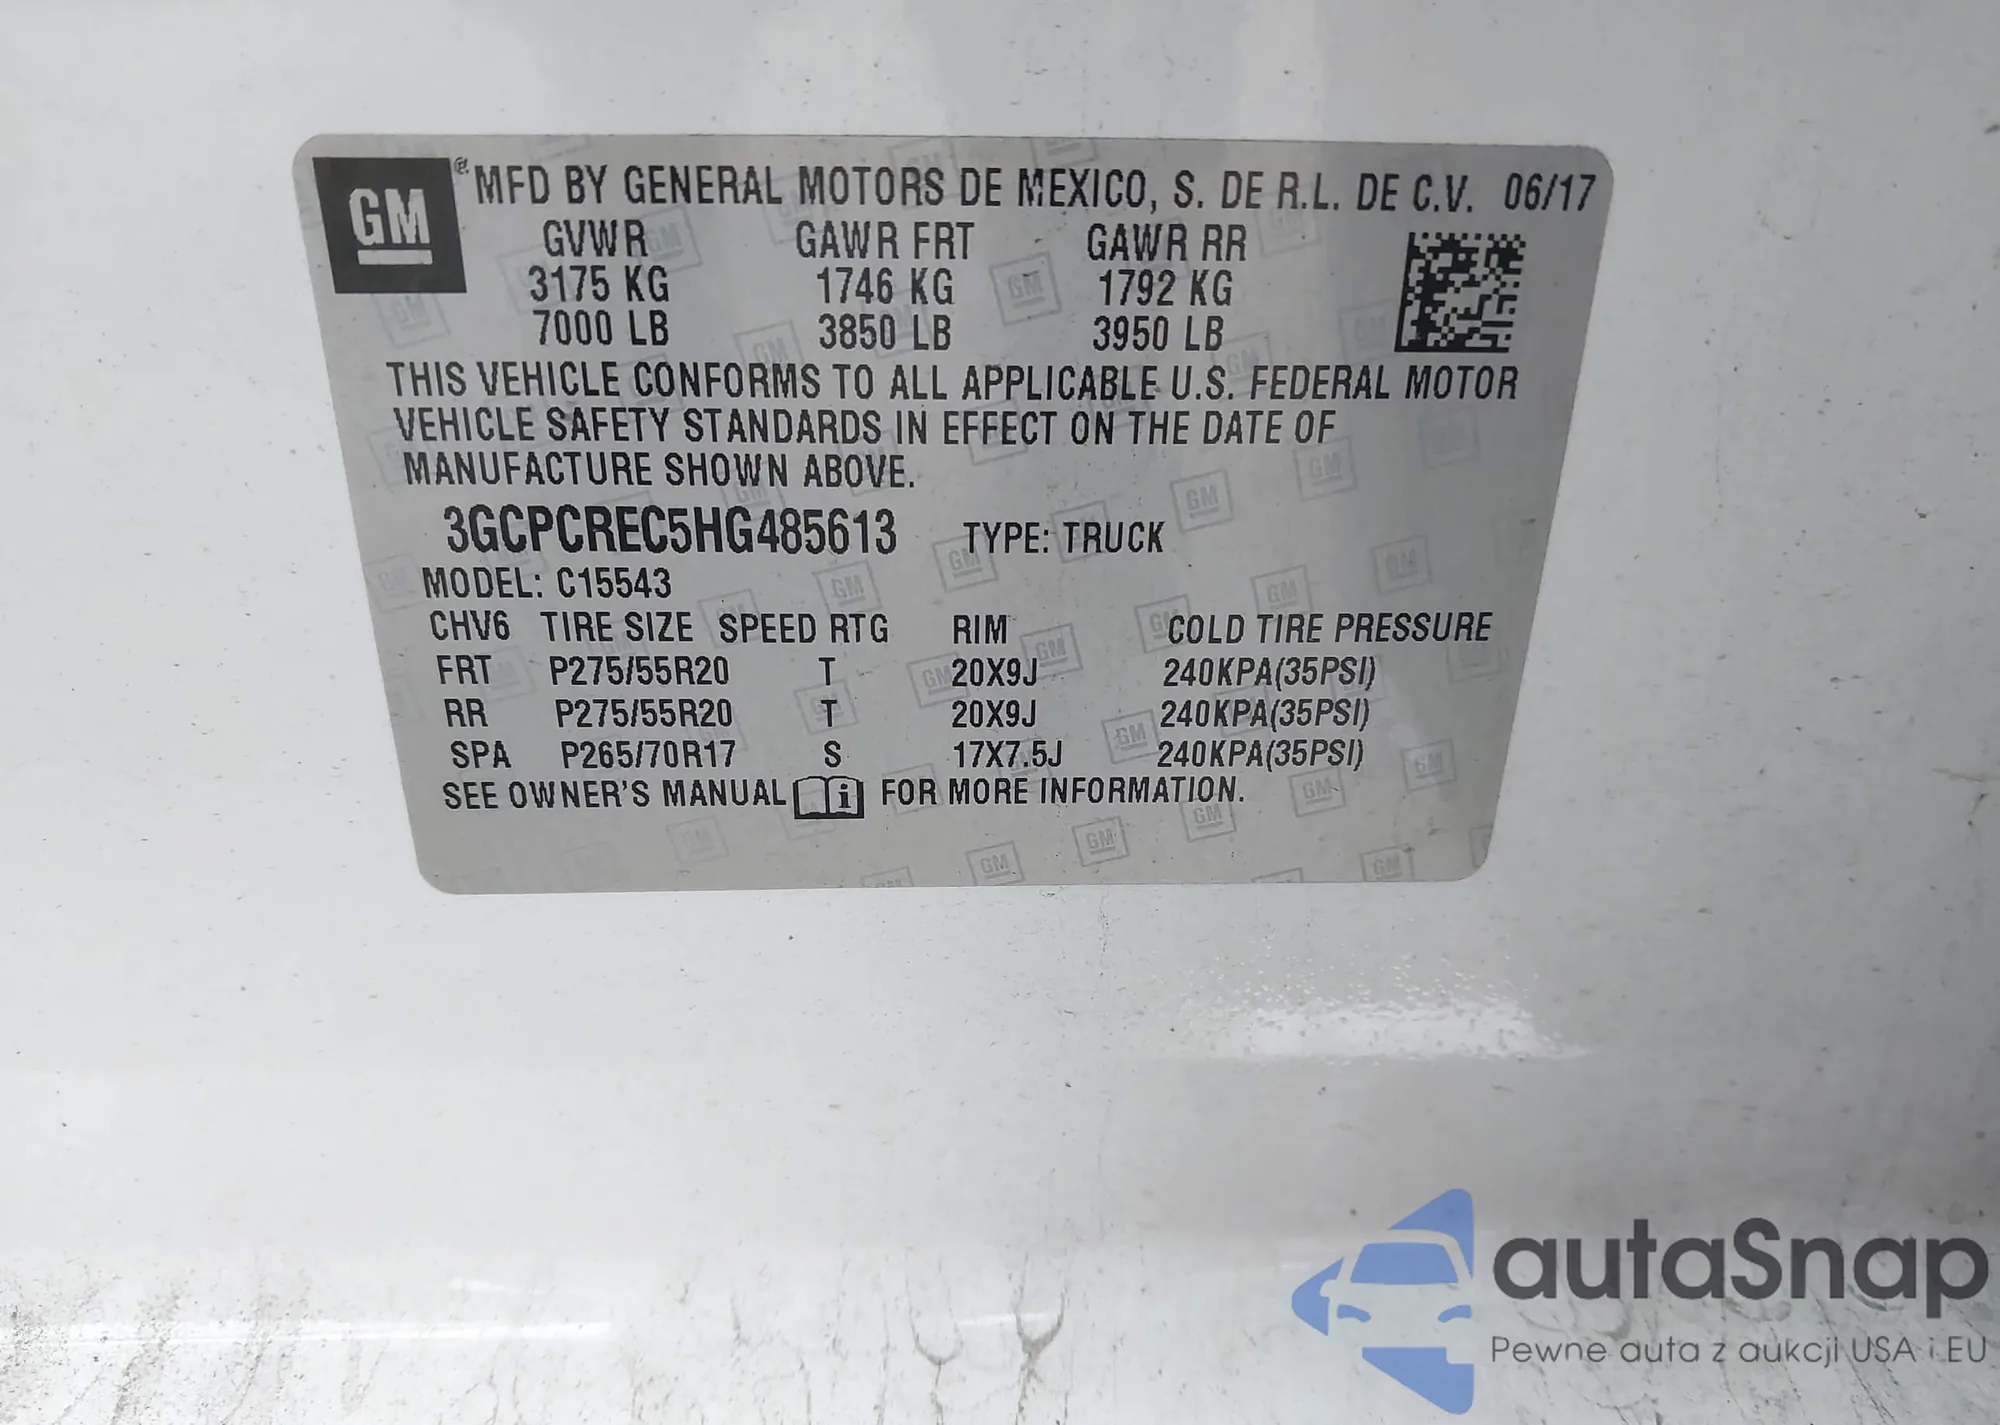 GM ® MFD BY GENERAL MOTORS DE MEXICO, S. DE R.L. DE C.V. 06/17
GVWR GAWR FRT GAWR RR
3175 KG 1746 KG 1792 KG
7000 LB 3850 LB 3950 LB
THIS VEHICLE CONFORMS TO ALL APPLICABLE U.S. FEDERAL MOTOR
VEHICLE SAFETY STANDARDS IN EFFECT ON THE DATE OF
MANUFACTURE SHOWN ABOVE.
3GCPCREC5HG485613 TYPE: TRUCK
MODEL: C15543
CHV6 TIRE SIZE SPEED RTG RIM COLD TIRE PRESSURE
FRT P275/55R20 T 20X9J 240KPA(35PSI)
RR P275/55R20 T 20X9J 240KPA(35PSI)
SPA P265/70R17 S 17X7.5J 240KPA(35PSI)
SEE OWNER'S MANUAL i FOR MORE INFORMATION.
autaSnap
Pewne auta z aukcji USA i EU